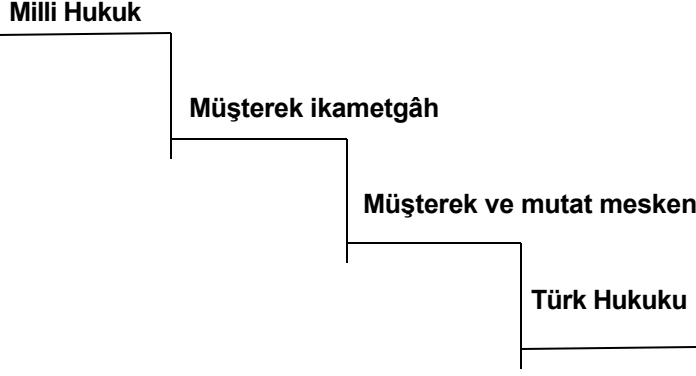 Milli Hukuk
Müşterek ikametgâh
Müşterek ve mutat mesken
Türk Hukuku